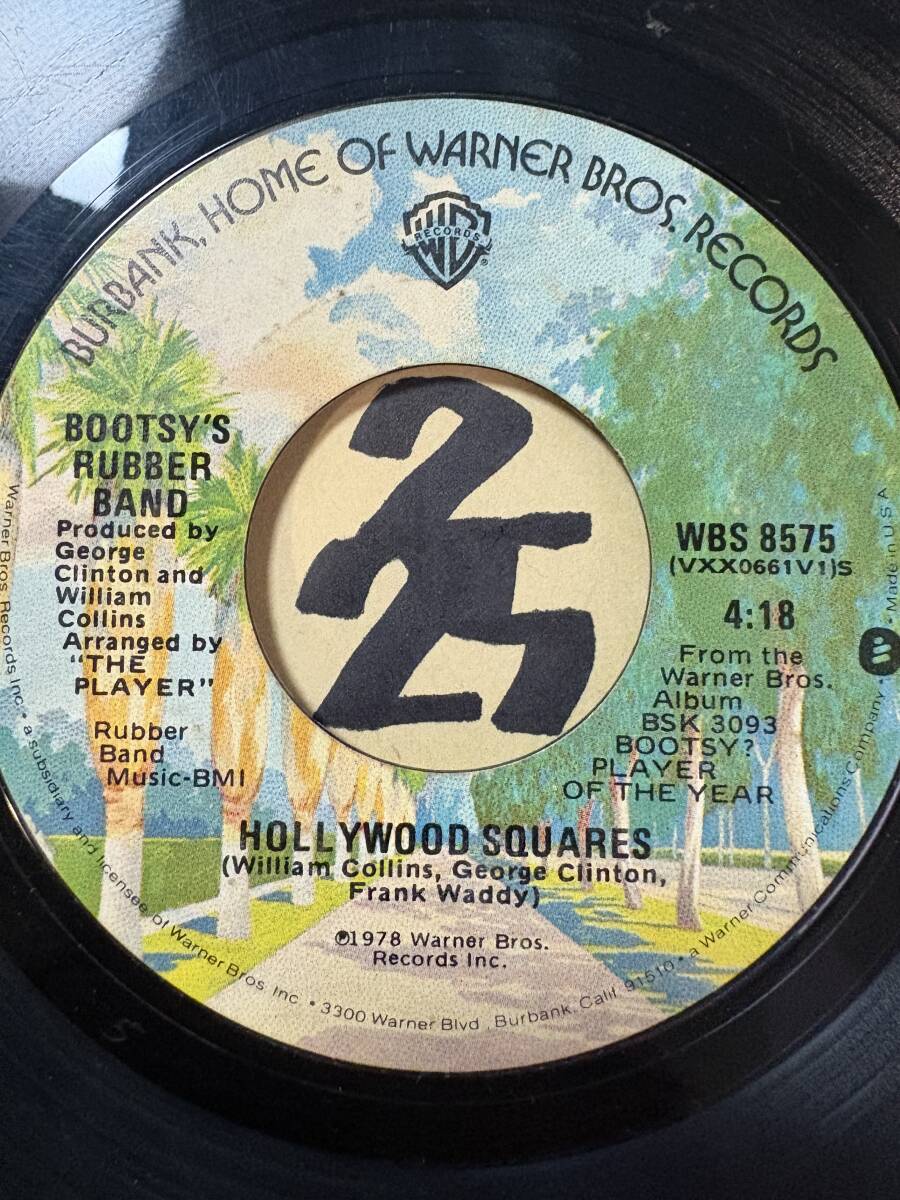 BURBANK, HOME OF WARNER BROS. RECORDS
RECORDS
BOOTSY'S
RUBBER
BAND
Produced by
George
Clinton and
William
Collins
Arranged by
"THE
PLAYER"
Rubber
Band
Music-BMI
25
WBS 8575
(VXX0661V1)S
4:18
From the
Warner Bros.
Album
BSK 3093
BOOTSY?
PLAYER
OF THE YEAR
HOLLYWOOD SQUARES
(William Collins, George Clinton,
Frank Waddy)
℗1978 Warner Bros.
Records Inc.
Warner Bros. Records Inc. • a subsidiary and licensee of Warner Bros. Inc. • 3300 Warner Blvd., Burbank, Calif. 91510 • a Warner Communications Company • Made in U.S.A.
5